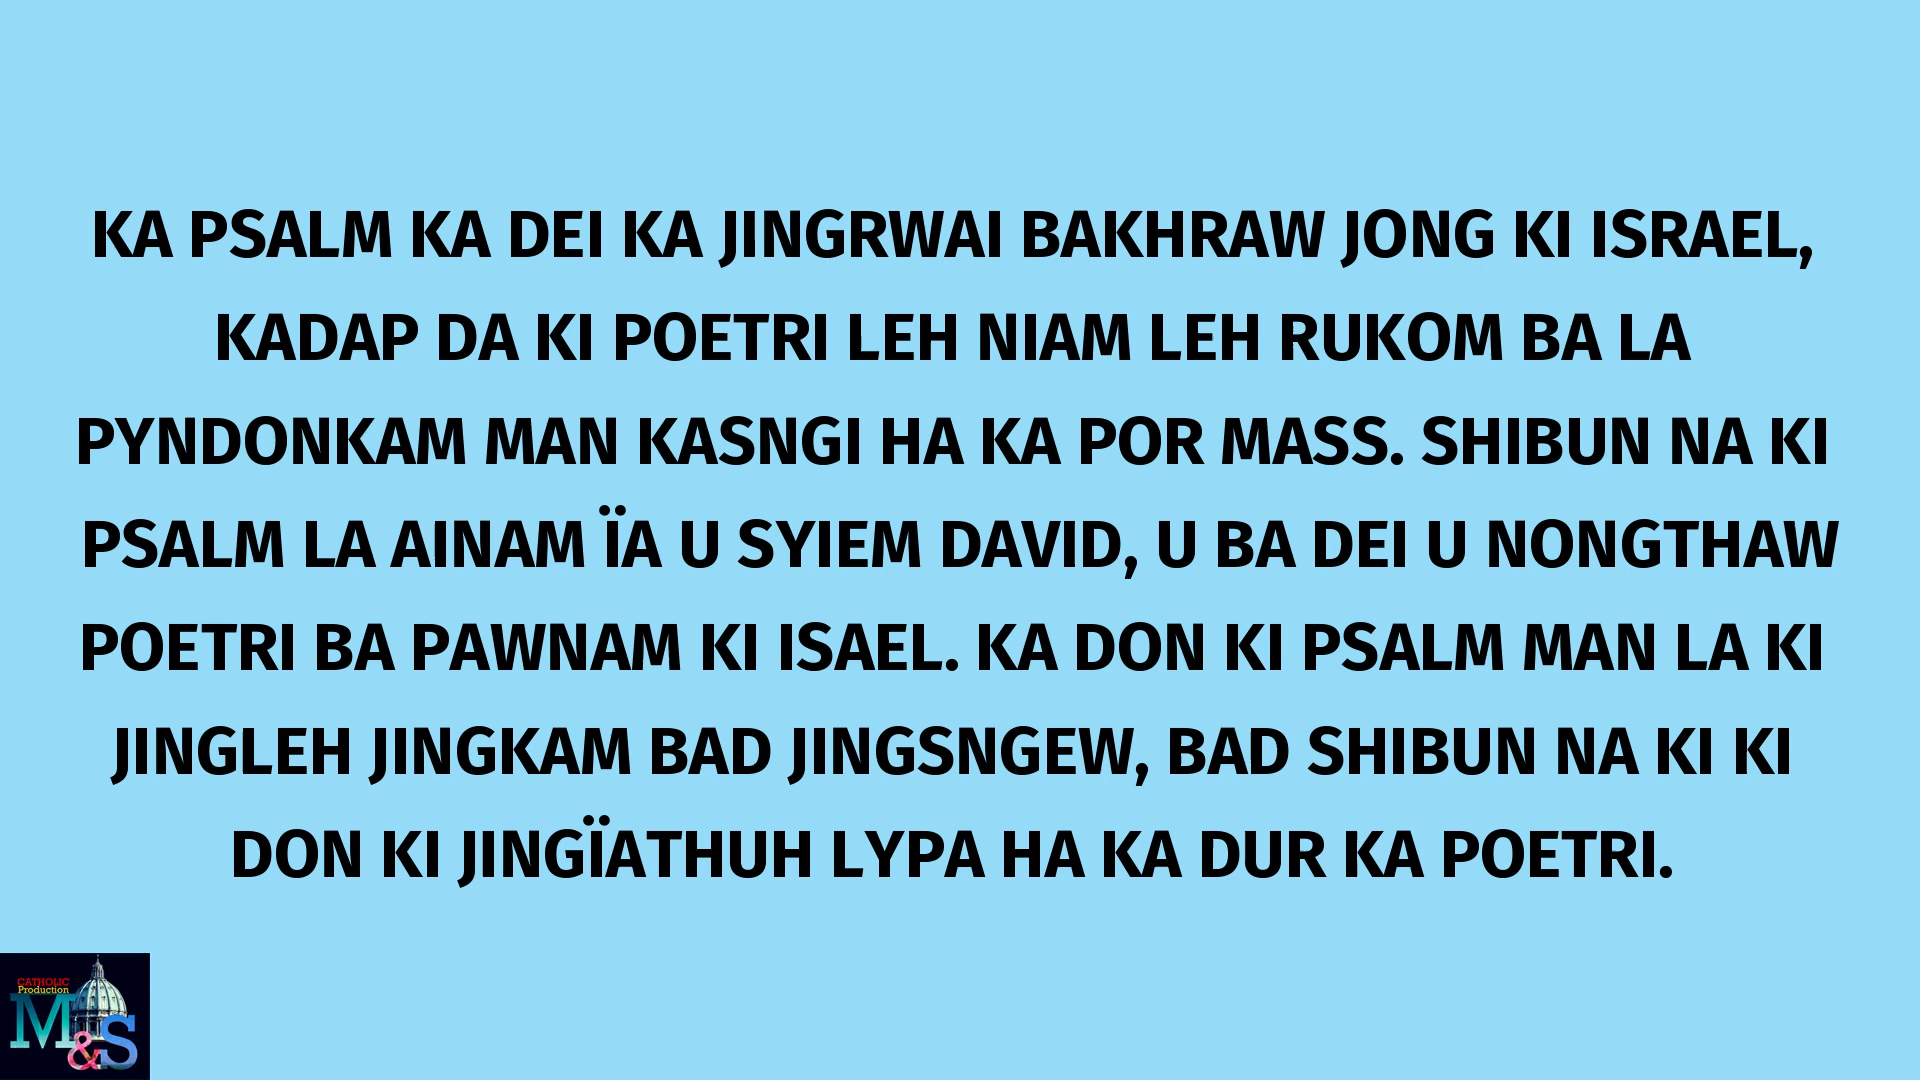 KA PSALM KA DEI KA JINGRWAI BAKHRAW JONG KI ISRAEL,
KADAP DA KI POETRI LEH NIAM LEH RUKOM BA LA
PYNDONKAM MAN KASNGI HA KA POR MASS. SHIBUN NA KI
PSALM LA AINAM ÏA U SYIEM DAVID, U BA DEI U NONGTHAW
POETRI BA PAWNAM KI ISAEL. KA DON KI PSALM MAN LA KI
JINGLEH JINGKAM BAD JINGSNGEW, BAD SHIBUN NA KI KI
DON KI JINGÏATHUH LYPA HA KA DUR KA POETRI.
CATHOLIC
Production
M&S